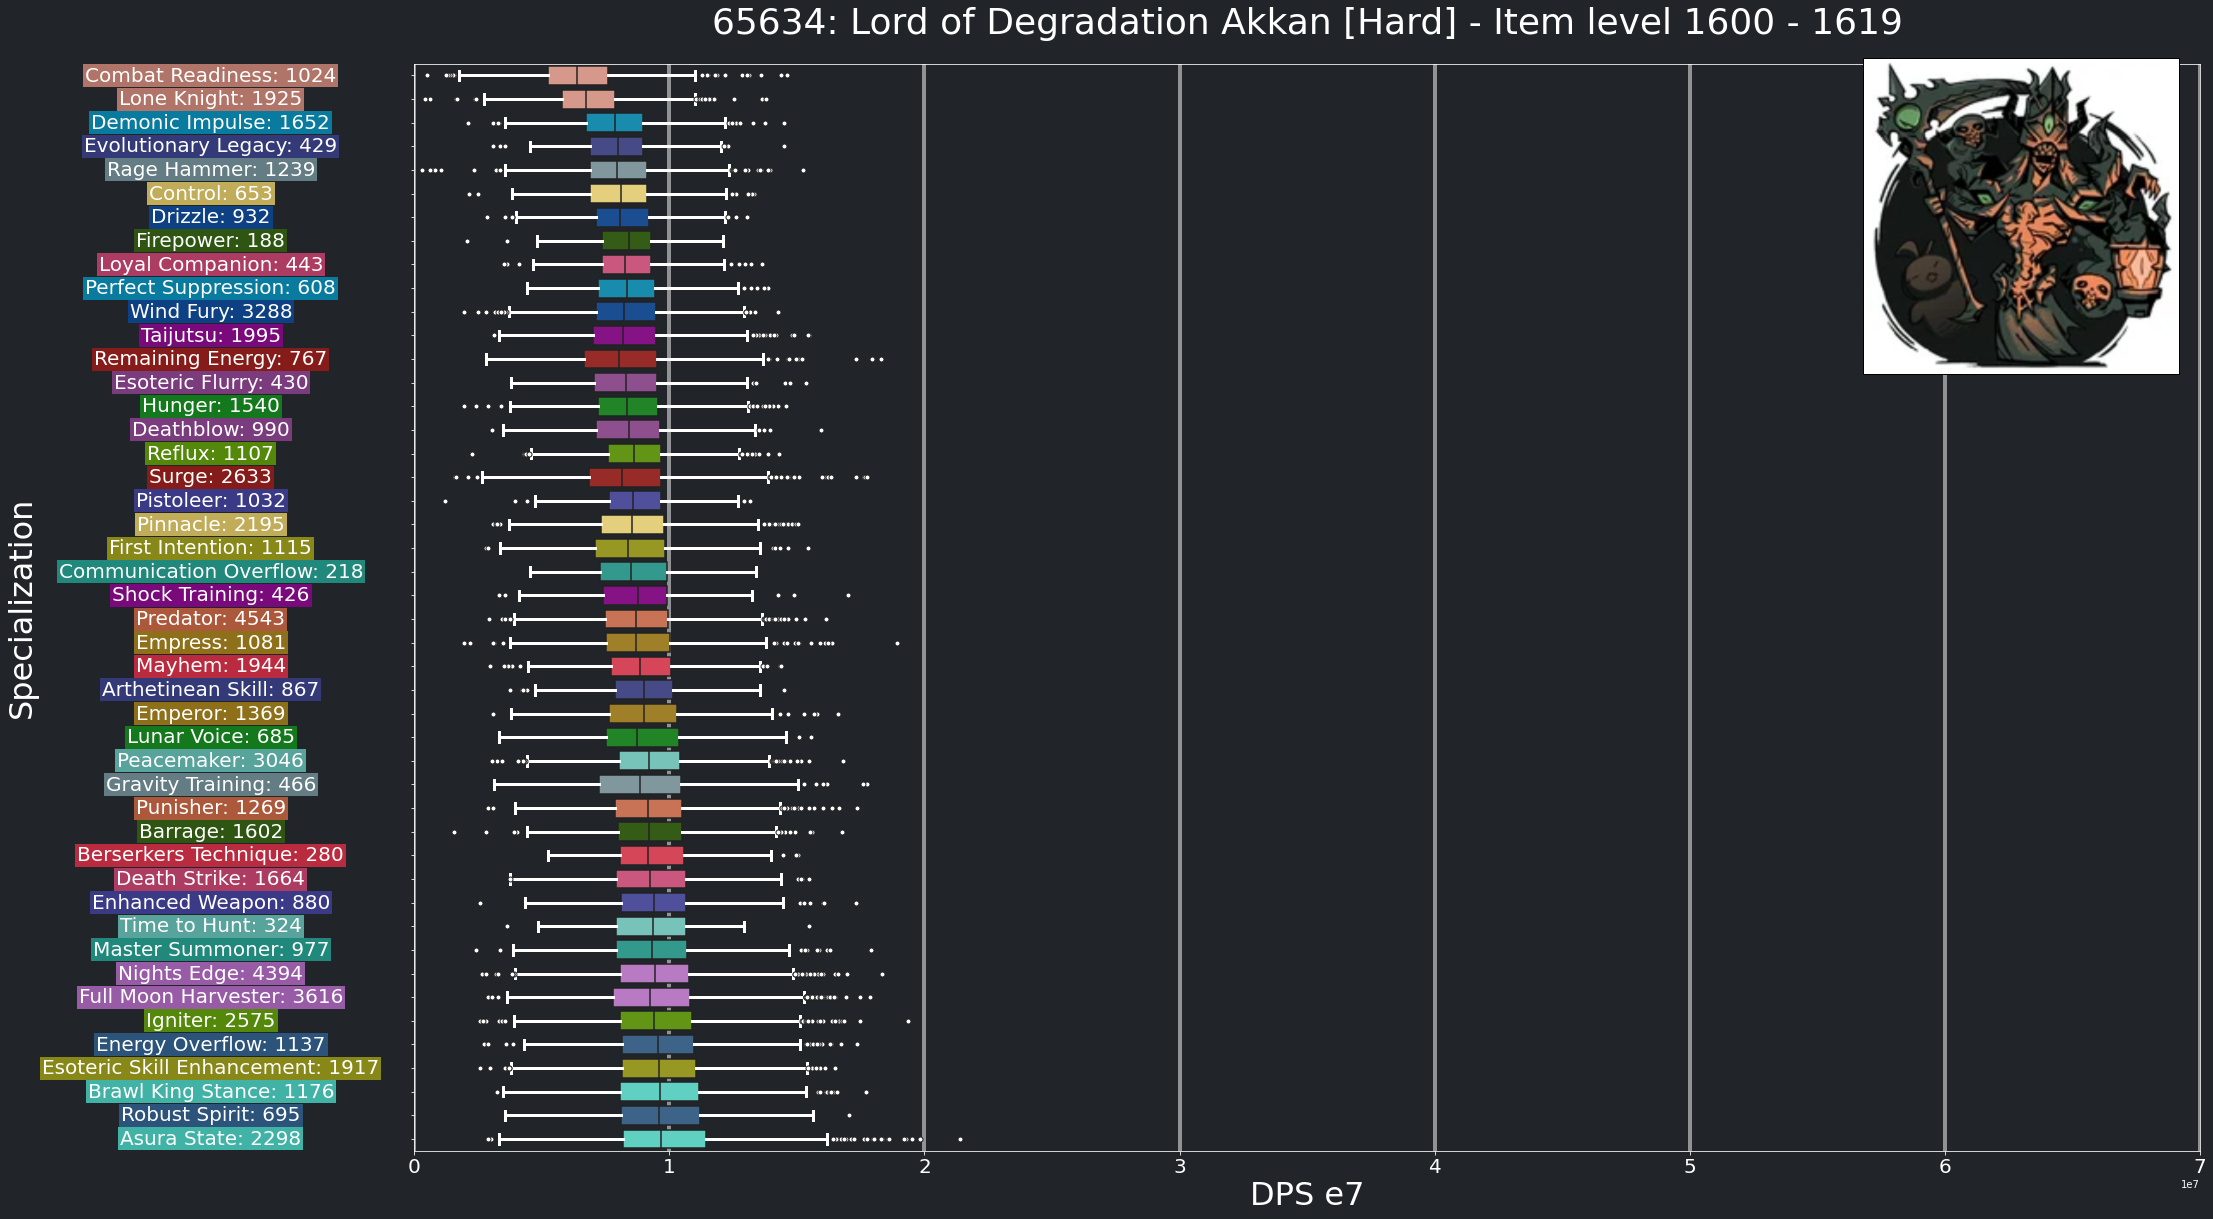 65634: Lord of Degradation Akkan [Hard] - Item level 1600 - 1619
Specialization
Combat Readiness: 1024
Lone Knight: 1925
Demonic Impulse: 1652
Evolutionary Legacy: 429
Rage Hammer: 1239
Control: 653
Drizzle: 932
Firepower: 188
Loyal Companion: 443
Perfect Suppression: 608
Wind Fury: 3288
Taijutsu: 1995
Remaining Energy: 767
Esoteric Flurry: 430
Hunger: 1540
Deathblow: 990
Reflux: 1107
Surge: 2633
Pistoleer: 1032
Pinnacle: 2195
First Intention: 1115
Communication Overflow: 218
Shock Training: 426
Predator: 4543
Empress: 1081
Mayhem: 1944
Arthetinean Skill: 867
Emperor: 1369
Lunar Voice: 685
Peacemaker: 3046
Gravity Training: 466
Punisher: 1269
Barrage: 1602
Berserkers Technique: 280
Death Strike: 1664
Enhanced Weapon: 880
Time to Hunt: 324
Master Summoner: 977
Nights Edge: 4394
Full Moon Harvester: 3616
Igniter: 2575
Energy Overflow: 1137
Esoteric Skill Enhancement: 1917
Brawl King Stance: 1176
Robust Spirit: 695
Asura State: 2298
0 1 2 3 4 5 6 7
DPS e7
1e7